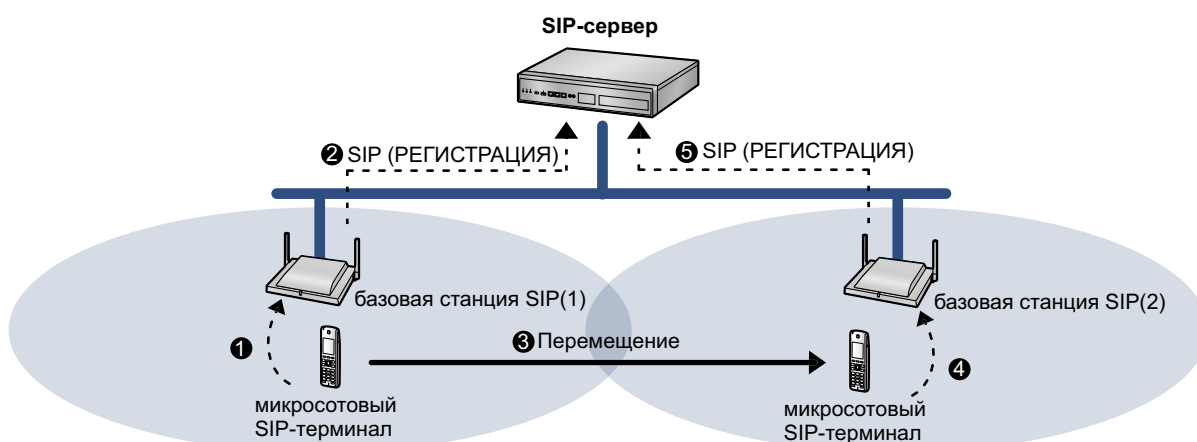 SIP-сервер
❷ SIP (РЕГИСТРАЦИЯ)
❺ SIP (РЕГИСТРАЦИЯ)
базовая станция SIP(1)
базовая станция SIP(2)
❶
❸ Перемещение
❹
микросотовый
SIP-терминал
микросотовый
SIP-терминал